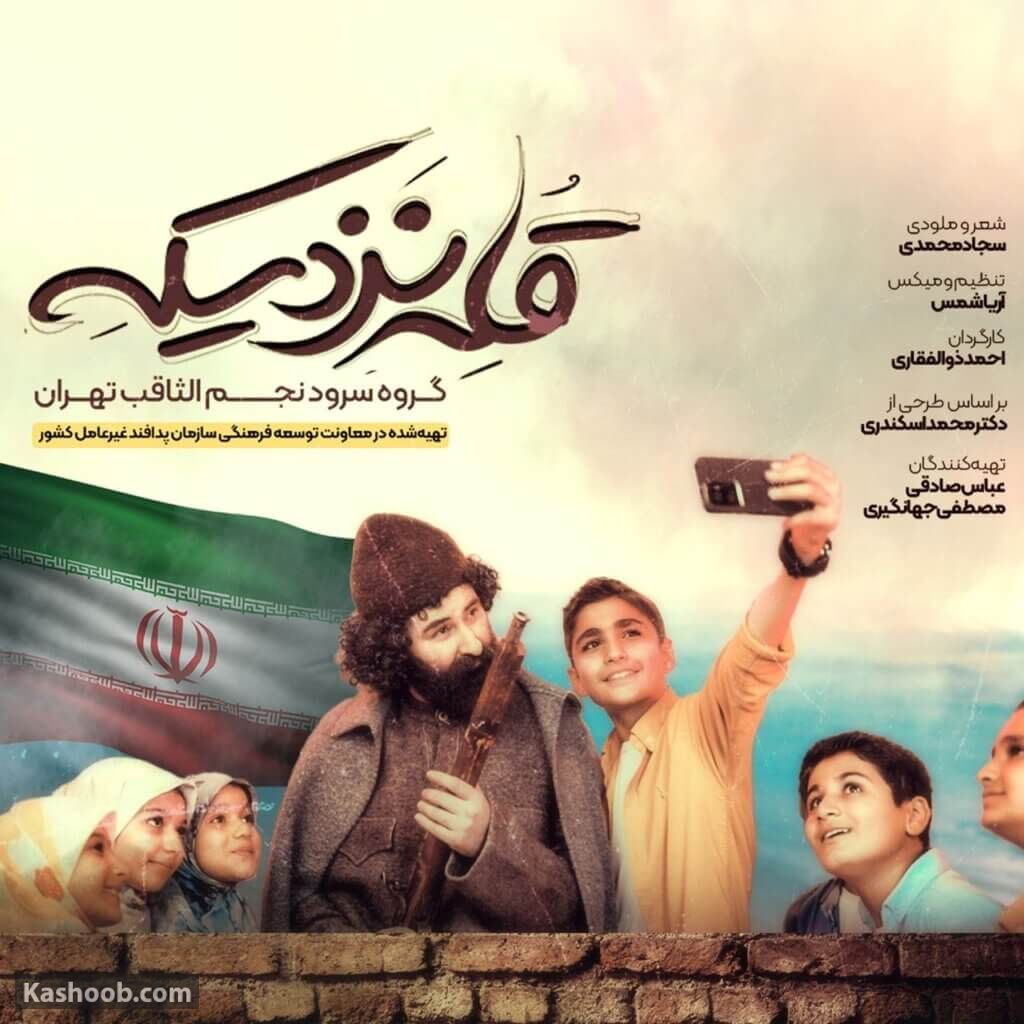 قُلهِ نَزدیکهِ
گروه سرود نجم الثاقب تهران
تهیه‌شده در معاونت توسعه فرهنگی سازمان پدافند غیرعامل کشور
شعر و ملودی
سجاد محمدی
تنظیم و میکس
آریا شمس
کارگردان
احمد ذوالفقاری
بر اساس طرحی از
دکتر محمد اسکندری
تهیه‌کنندگان
عباس صادقی
مصطفی جهانگیری
Kashoob.com